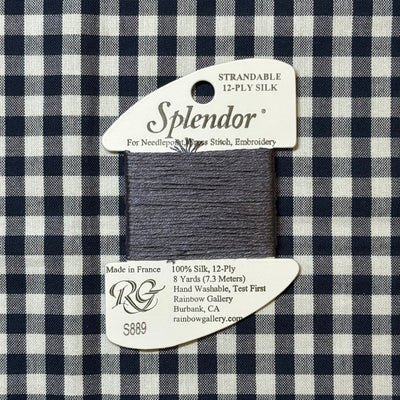 STRANDABLE
12-PLY SILK
Splendor®
For Needlepoint, Cross Stitch, Embroidery
Made in France
RG
S889
100% Silk, 12-Ply
8 Yards (7.3 Meters)
Hand Washable, Test First
Rainbow Gallery
Burbank, CA
rainbowgallery.com